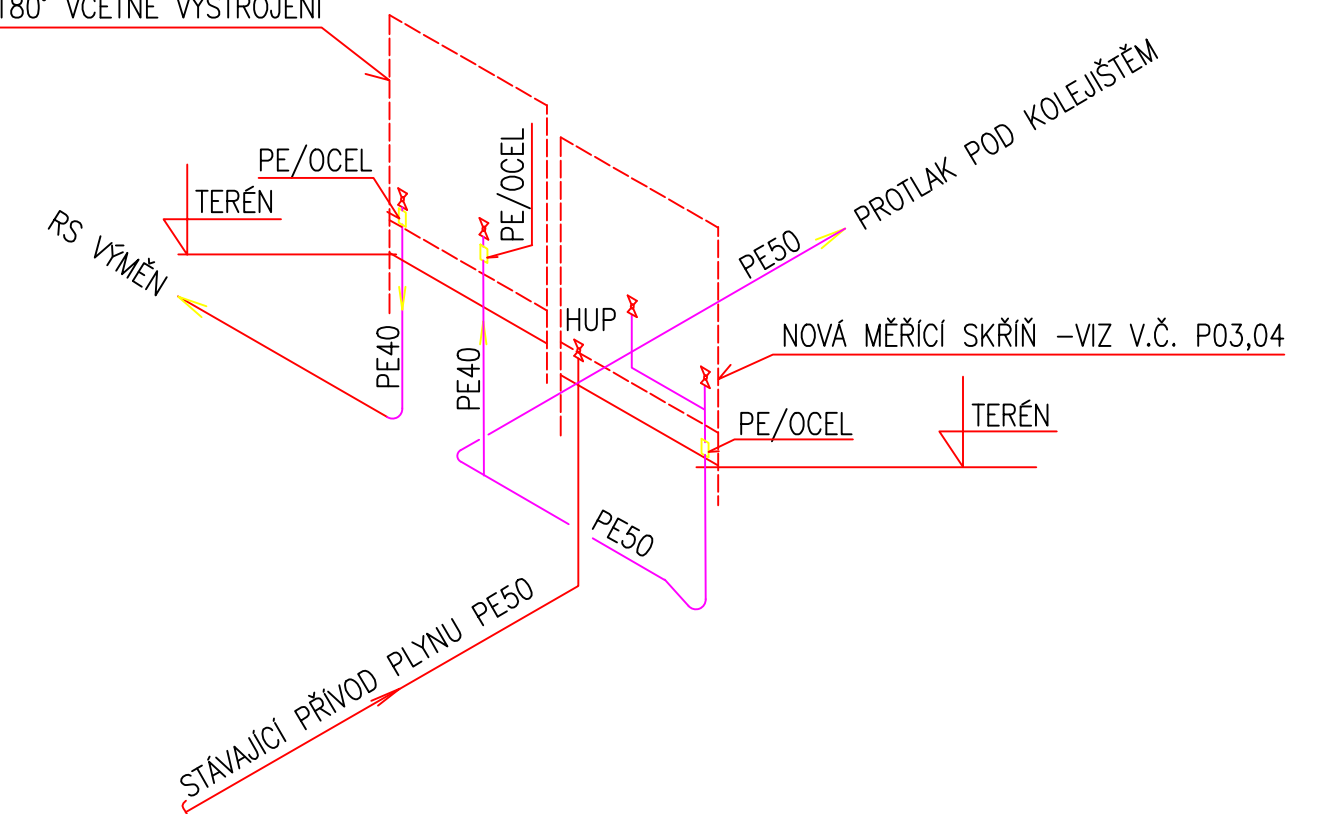 T80° VČETNĚ VYSTROJENÍ
PE/OCEL
TERÉN
RS VÝMĚN
PE/OCEL
PE50
PROTLAK POD KOLEJIŠTĚM
HUP
PE40
PE40
NOVÁ MĚŘÍCÍ SKŘÍŇ –VIZ V.Č. P03,04
PE/OCEL
TERÉN
PE50
STÁVAJÍCÍ PŘÍVOD PLYNU PE50